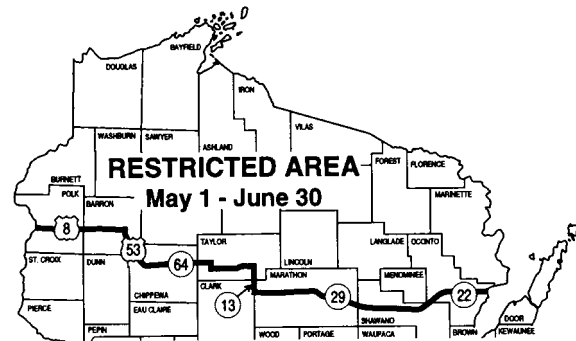 BAYFIELD
DOUGLAS
IRON
VILAS
WASHBURN SAWYER
ASHLAND
FOREST
FLORENCE
RESTRICTED AREA
May 1 - June 30
BURNETT
POLK
BARRON
MARINETTE
8
53
64
TAYLOR
LINCOLN
LANGLADE
OCONTO
ST. CROIX
DUNN
CLARK
MARATHON
MENOMINEE
CHIPPEWA
13
29
22
PIERCE
EAU CLAIRE
SHAWANO
DOOR
PEPIN
WOOD
PORTAGE
WAUPACA
BROWN
KEWAUNEE